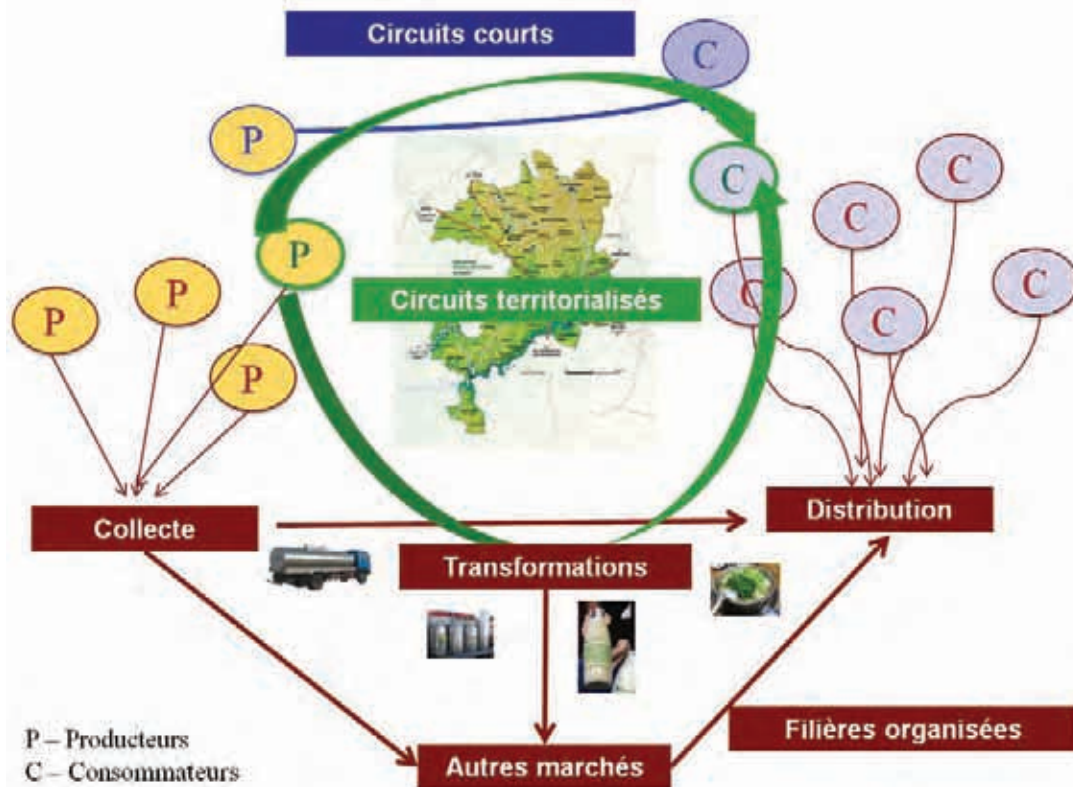 Circuits courts
C
P
C
C
C
P
C
P
P
Circuits territorialisés
C
C
P
Collecte
Distribution
Transformations
Filières organisées
P – Producteurs
C – Consommateurs
Autres marchés